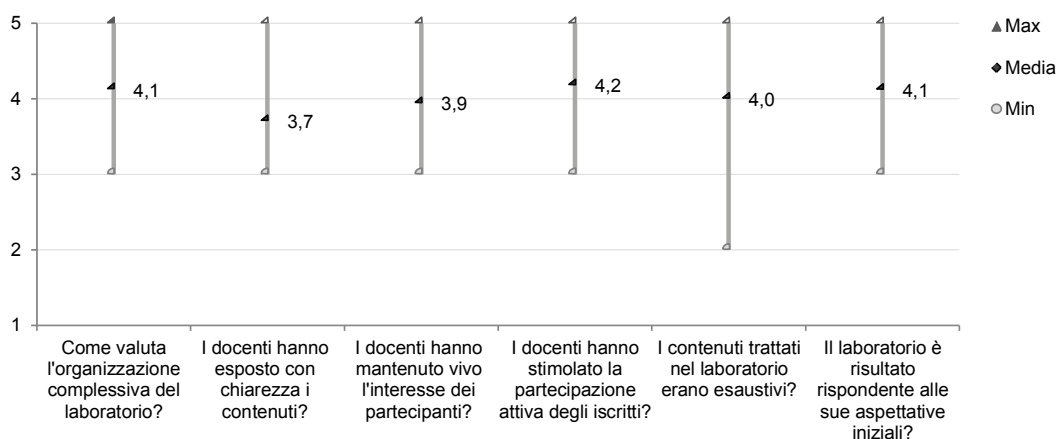 5
4
3
2
1
4,1
3,7
3,9
4,2
4,0
4,1
Max
Media
Min
Come valuta
l'organizzazione
complessiva del
laboratorio?
I docenti hanno
esposto con
chiarezza i
contenuti?
I docenti hanno
mantenuto vivo
l'interesse dei
partecipanti?
I docenti hanno
stimolato la
partecipazione
attiva degli iscritti?
I contenuti trattati
nel laboratorio
erano esaustivi?
Il laboratorio è
risultato
rispondente alle
sue aspettative
iniziali?